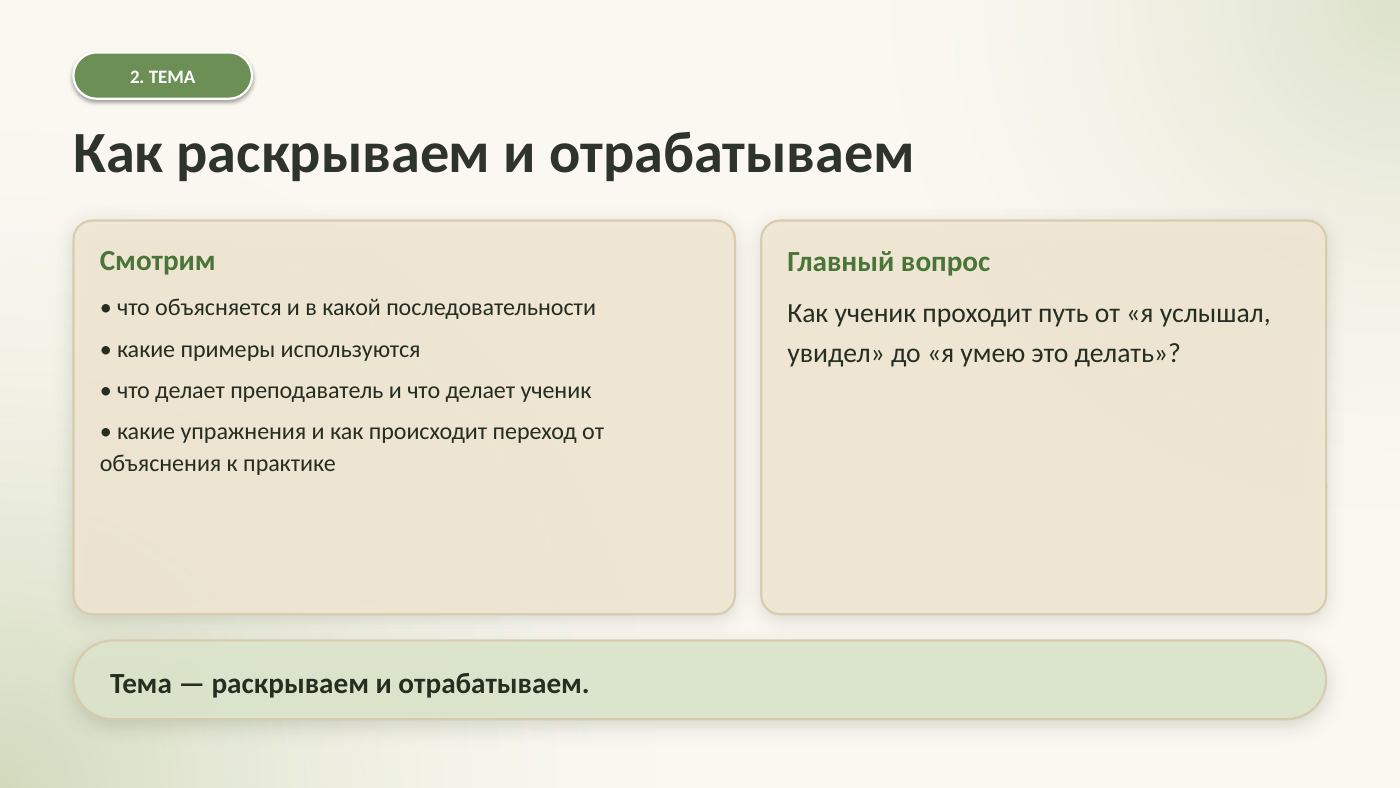 2. ТЕМА
Как раскрываем и отрабатываем
Смотрим
• что объясняется и в какой последовательности
• какие примеры используются
• что делает преподаватель и что делает ученик
• какие упражнения и как происходит переход от
объяснения к практике
Главный вопрос
Как ученик проходит путь от «я услышал,
увидел» до «я умею это делать»?
Тема — раскрываем и отрабатываем.